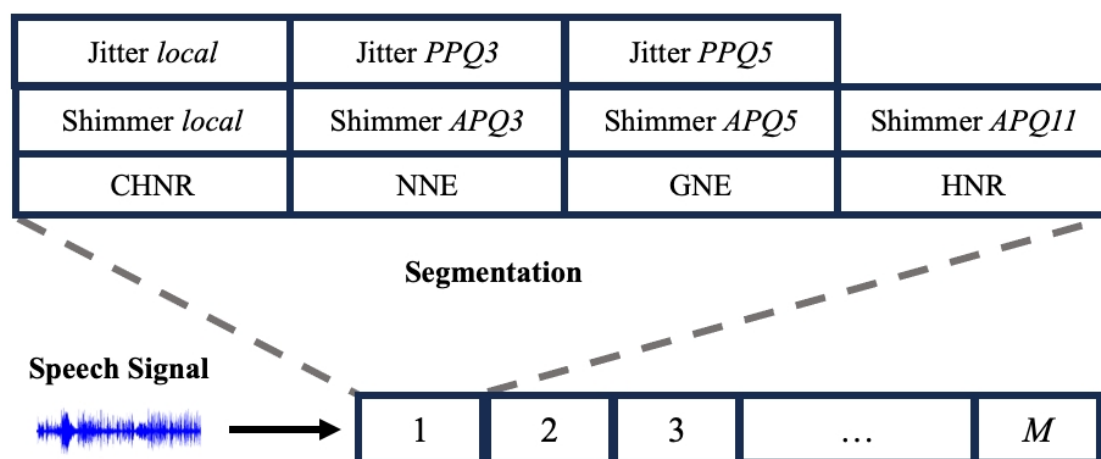 Jitter local Jitter PPQ3 Jitter PPQ5
Shimmer local Shimmer APQ3 Shimmer APQ5 Shimmer APQ11
CHNR NNE GNE HNR
Segmentation
Speech Signal
1 2 3 ... M